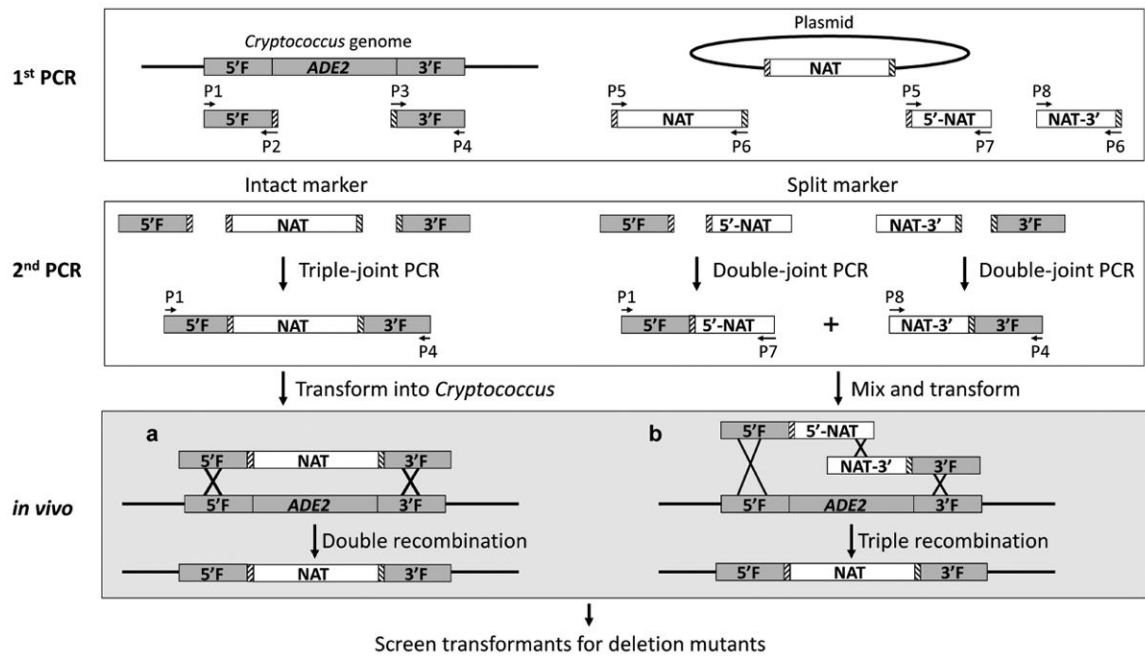 1st PCR
Cryptococcus genome
5'F ADE2 3'F
P1 P3
5'F 3'F
P2 P4
Plasmid
NAT
P5 P5 P8
NAT 5'-NAT NAT-3'
P6 P7 P6
Intact marker Split marker
2nd PCR
5'F NAT 3'F 5'F 5'-NAT NAT-3' 3'F
Triple-joint PCR Double-joint PCR Double-joint PCR
P1 P1 P8
5'F NAT 3'F 5'F 5'-NAT + NAT-3' 3'F
P4 P7 P4
Transform into Cryptococcus Mix and transform
in vivo
a
5'F NAT 3'F
5'F ADE2 3'F
Double recombination
5'F NAT 3'F
b
5'F 5'-NAT
NAT-3' 3'F
5'F ADE2 3'F
Triple recombination
5'F NAT 3'F
Screen transformants for deletion mutants